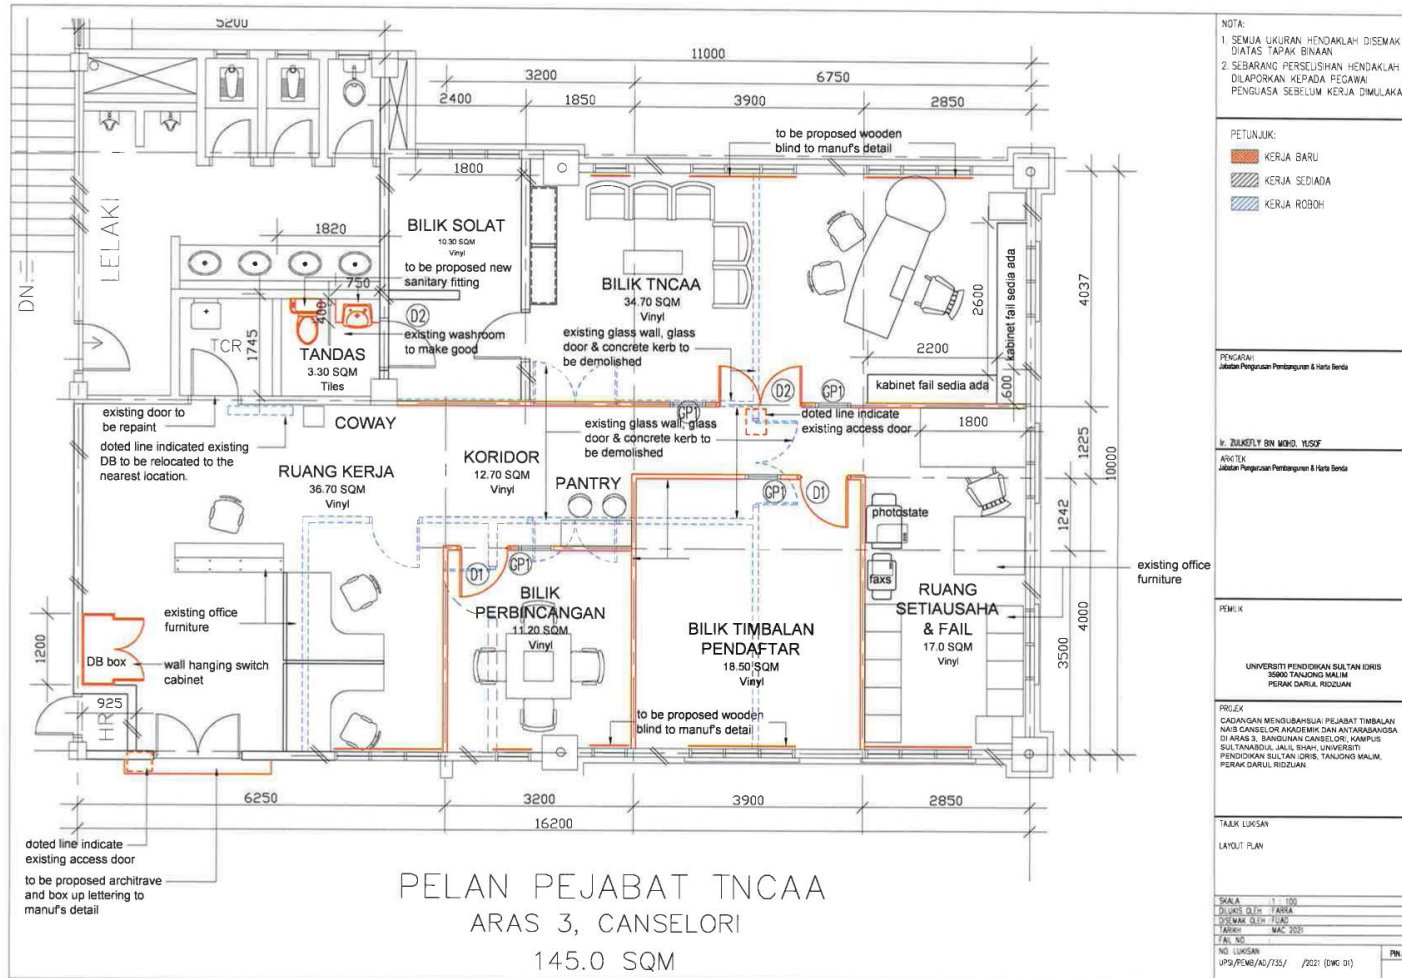 5200
11000
3200
6750
2400
1850
3900
2850
to be proposed wooden
blind to manuf's detail
1800
LELAKI
DN.
1820
BILIK SOLAT
10.30 SQM
Vinyl
to be proposed new
sanitary fitting
750
400
D2
existing washroom
to make good
TCR
1745
TANDAS
3.30 SQM
Tiles
BILIK TNCAA
34.70 SQM
Vinyl
existing glass wall, glass
door & concrete kerb to
be demolished
2600
kabinet fail sedia ada
2200
kabinet fail sedia ada
600
4037
D2
GP1
GP1
existing door to
be repaint
doted line indicated existing
DB to be relocated to the
nearest location.
COWAY
RUANG KERJA
36.70 SQM
Vinyl
KORIDOR
12.70 SQM
Vinyl
existing glass wall, glass
door & concrete kerb to
be demolished
PANTRY
doted line indicate
existing access door
1800
1225
10000
GP1
D1
photostate
1242
faxs
existing office
furniture
D1
GP1
BILIK
PERBINCANGAN
11.20 SQM
Vinyl
BILIK TIMBALAN
PENDAFTAR
18.50 SQM
Vinyl
RUANG
SETIAUSAHA
& FAIL
17.0 SQM
Vinyl
4000
3500
existing office
furniture
1200
DB box
wall hanging switch
cabinet
925
HR
to be proposed wooden
blind to manuf's detail
6250
3200
3900
2850
16200
doted line indicate
existing access door
to be proposed architrave
and box up lettering to
manuf's detail
PELAN PEJABAT TNCAA
ARAS 3, CANSELORI
145.0 SQM
NOTA:
1. SEMUA UKURAN HENDAKLAH DISEMAK
DIATAS TAPAK BINAAN
2. SEBARANG PERSELISIHAN HENDAKLAH
DILAPORKAN KEPADA PEGAWAI
PENGUASA SEBELUM KERJA DIMULAKA
PETUNJUK:
KERJA BARU
KERJA SEDIADA
KERJA ROBOH
PENGARAH
Jabatan Pengurusan Pembangunan & Harta Benda
Ir. ZULKEFLY BIN MOHD. YUSOF
ARKITEK
Jabatan Pengurusan Pembangunan & Harta Benda
PEMILIK
UNIVERSITI PENDIDIKAN SULTAN IDRIS
35900 TANJONG MALIM
PERAK DARUL RIDZUAN
PROJEK
CADANGAN MENGUBAHSUAI PEJABAT TIMBALAN
NAIB CANSELOR AKADEMIK DAN ANTARABANGSA
DI ARAS 3, BANGUNAN CANSELORI, KAMPUS
SULTANABDUL JALIL SHAH, UNIVERSITI
PENDIDIKAN SULTAN IDRIS, TANJONG MALIM,
PERAK DARUL RIDZUAN
TAJUK LUKISAN
LAYOUT PLAN
SKALA : 1 : 100
DILUKIS OLEH : FARRA
DISEMAK OLEH : FUAD
TARIKH : MAC 2021
FAIL NO. :
NO. LUKISAN
UPSI/PEMB/AD/735/ /2021 (DWG 01)
PIN